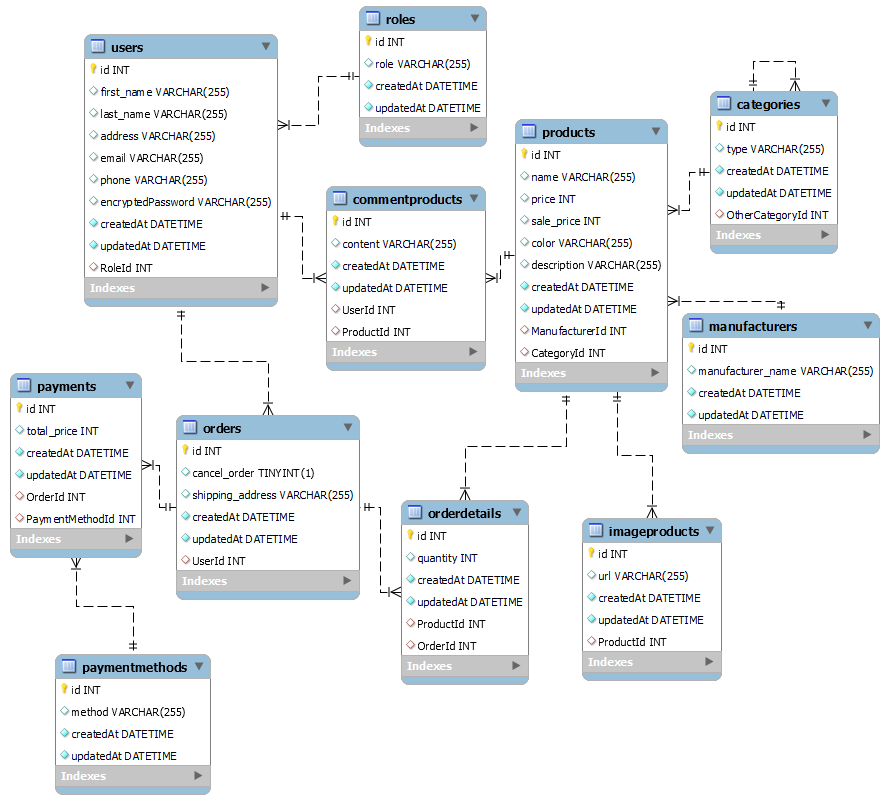 roles
id INT
role VARCHAR(255)
createdAt DATETIME
updatedAt DATETIME
Indexes
users
id INT
first_name VARCHAR(255)
last_name VARCHAR(255)
address VARCHAR(255)
email VARCHAR(255)
phone VARCHAR(255)
encryptedPassword VARCHAR(255)
createdAt DATETIME
updatedAt DATETIME
RoleId INT
Indexes
categories
id INT
type VARCHAR(255)
createdAt DATETIME
updatedAt DATETIME
OtherCategoryId INT
Indexes
products
id INT
name VARCHAR(255)
price INT
sale_price INT
color VARCHAR(255)
description VARCHAR(255)
createdAt DATETIME
updatedAt DATETIME
ManufacturerId INT
CategoryId INT
Indexes
commentproducts
id INT
content VARCHAR(255)
createdAt DATETIME
updatedAt DATETIME
UserId INT
ProductId INT
Indexes
manufacturers
id INT
manufacturer_name VARCHAR(255)
createdAt DATETIME
updatedAt DATETIME
Indexes
payments
id INT
total_price INT
createdAt DATETIME
updatedAt DATETIME
OrderId INT
PaymentMethodId INT
Indexes
orders
id INT
cancel_order TINYINT(1)
shipping_address VARCHAR(255)
createdAt DATETIME
updatedAt DATETIME
UserId INT
Indexes
orderdetails
id INT
quantity INT
createdAt DATETIME
updatedAt DATETIME
ProductId INT
OrderId INT
Indexes
imageproducts
id INT
url VARCHAR(255)
createdAt DATETIME
updatedAt DATETIME
ProductId INT
Indexes
paymentmethods
id INT
method VARCHAR(255)
createdAt DATETIME
updatedAt DATETIME
Indexes